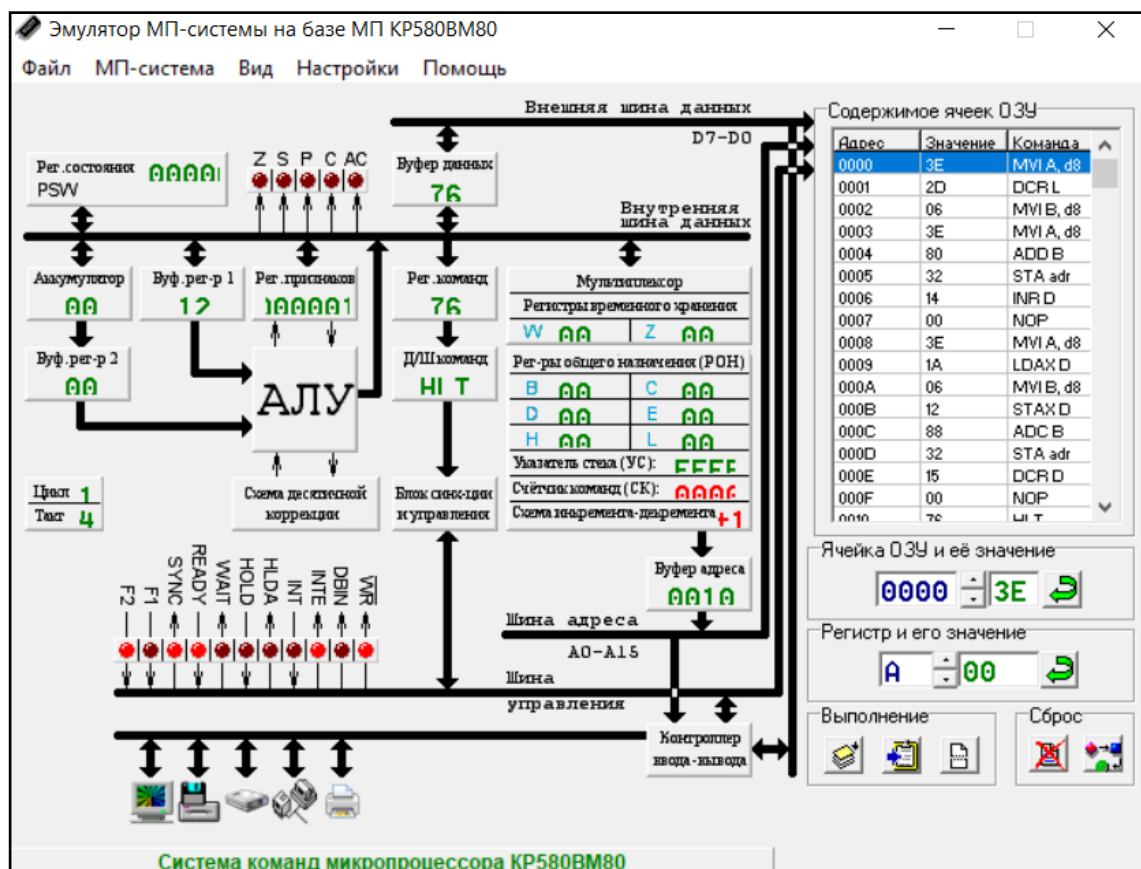 Эмулятор МП-системы на базе МП КР580ВМ80
Файл МП-система Вид Настройки Помощь
Внешняя шина данных
D7-D0
Рег.состояния
PSW
Z S P C AC
Буфер данных
76
Внутренняя
шина данных
Аккумулятор
00
Буф.рег-р 1
12
Рег.признаков
Рег.команд
76
Мультиплексор
Регистры временного хранения
W 00 Z 00
Буф.рег-р 2
00
АЛУ
Д/Ш команд
HLT
Рег-ры общего назначения (РОН)
B 00 C 00
D 00 E 00
H 00 L 00
Указатель стека (УС): FFFF
Счётчик команд (СК):
Схема инкремента-декремента +1
Цикл 1
Такт 4
Схема десятичной
коррекции
Блок синх-ции
и управления
Буфер адреса
0010
F2 F1 SYNC READY WAIT HOLD HLDA INT INTE DBIN WR
Шина адреса
A0-A15
Шина
управления
Контроллер
ввода-вывода
Содержимое ячеек ОЗУ
Адрес Значение Команда
0000 3E MVI A, d8
0001 2D DCR L
0002 06 MVI B, d8
0003 3E MVI A, d8
0004 80 ADD B
0005 32 STA adr
0006 14 INR D
0007 00 NOP
0008 3E MVI A, d8
0009 1A LDAX D
000A 06 MVI B, d8
000B 12 STAX D
000C 88 ADC B
000D 32 STA adr
000E 15 DCR D
000F 00 NOP
0010 76 HLT
Ячейка ОЗУ и её значение
0000 3E
Регистр и его значение
A 00
Выполнение
Сброс
Система команд микропроцессора КР580ВМ80